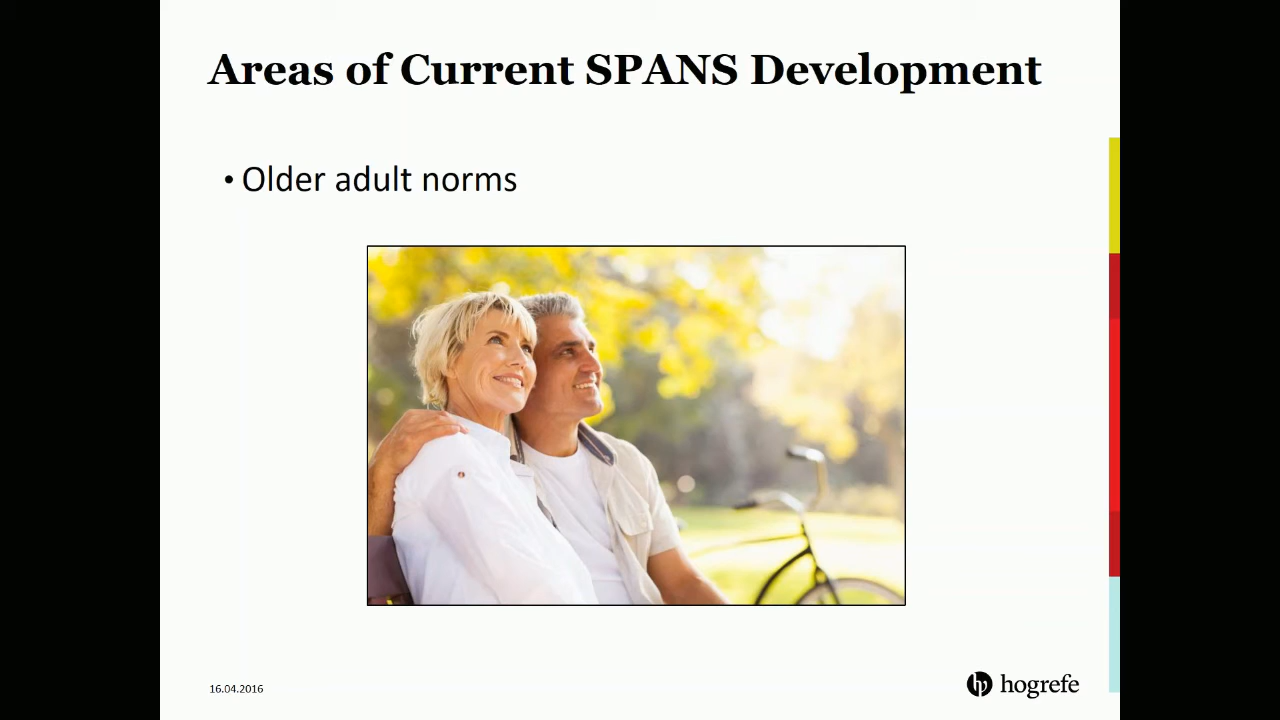 Areas of Current SPANS Development
• Older adult norms
16.04.2016
hogrefe